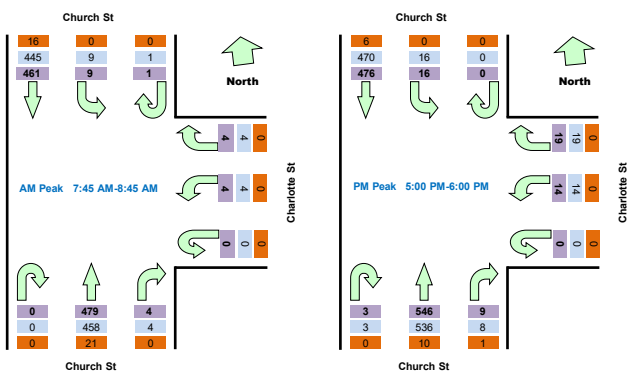 Church St
16 0 0
445 9 1
461 9 1
North
4 4 0
AM Peak 7:45 AM-8:45 AM
4 4 0
Charlotte St
0 0 0
0 479 4
0 458 4
0 21 0
Church St
Church St
6 0 0
470 16 0
476 16 0
North
19 19 0
PM Peak 5:00 PM-6:00 PM
14 14 0
Charlotte St
0 0 0
3 546 9
3 536 8
0 10 1
Church St